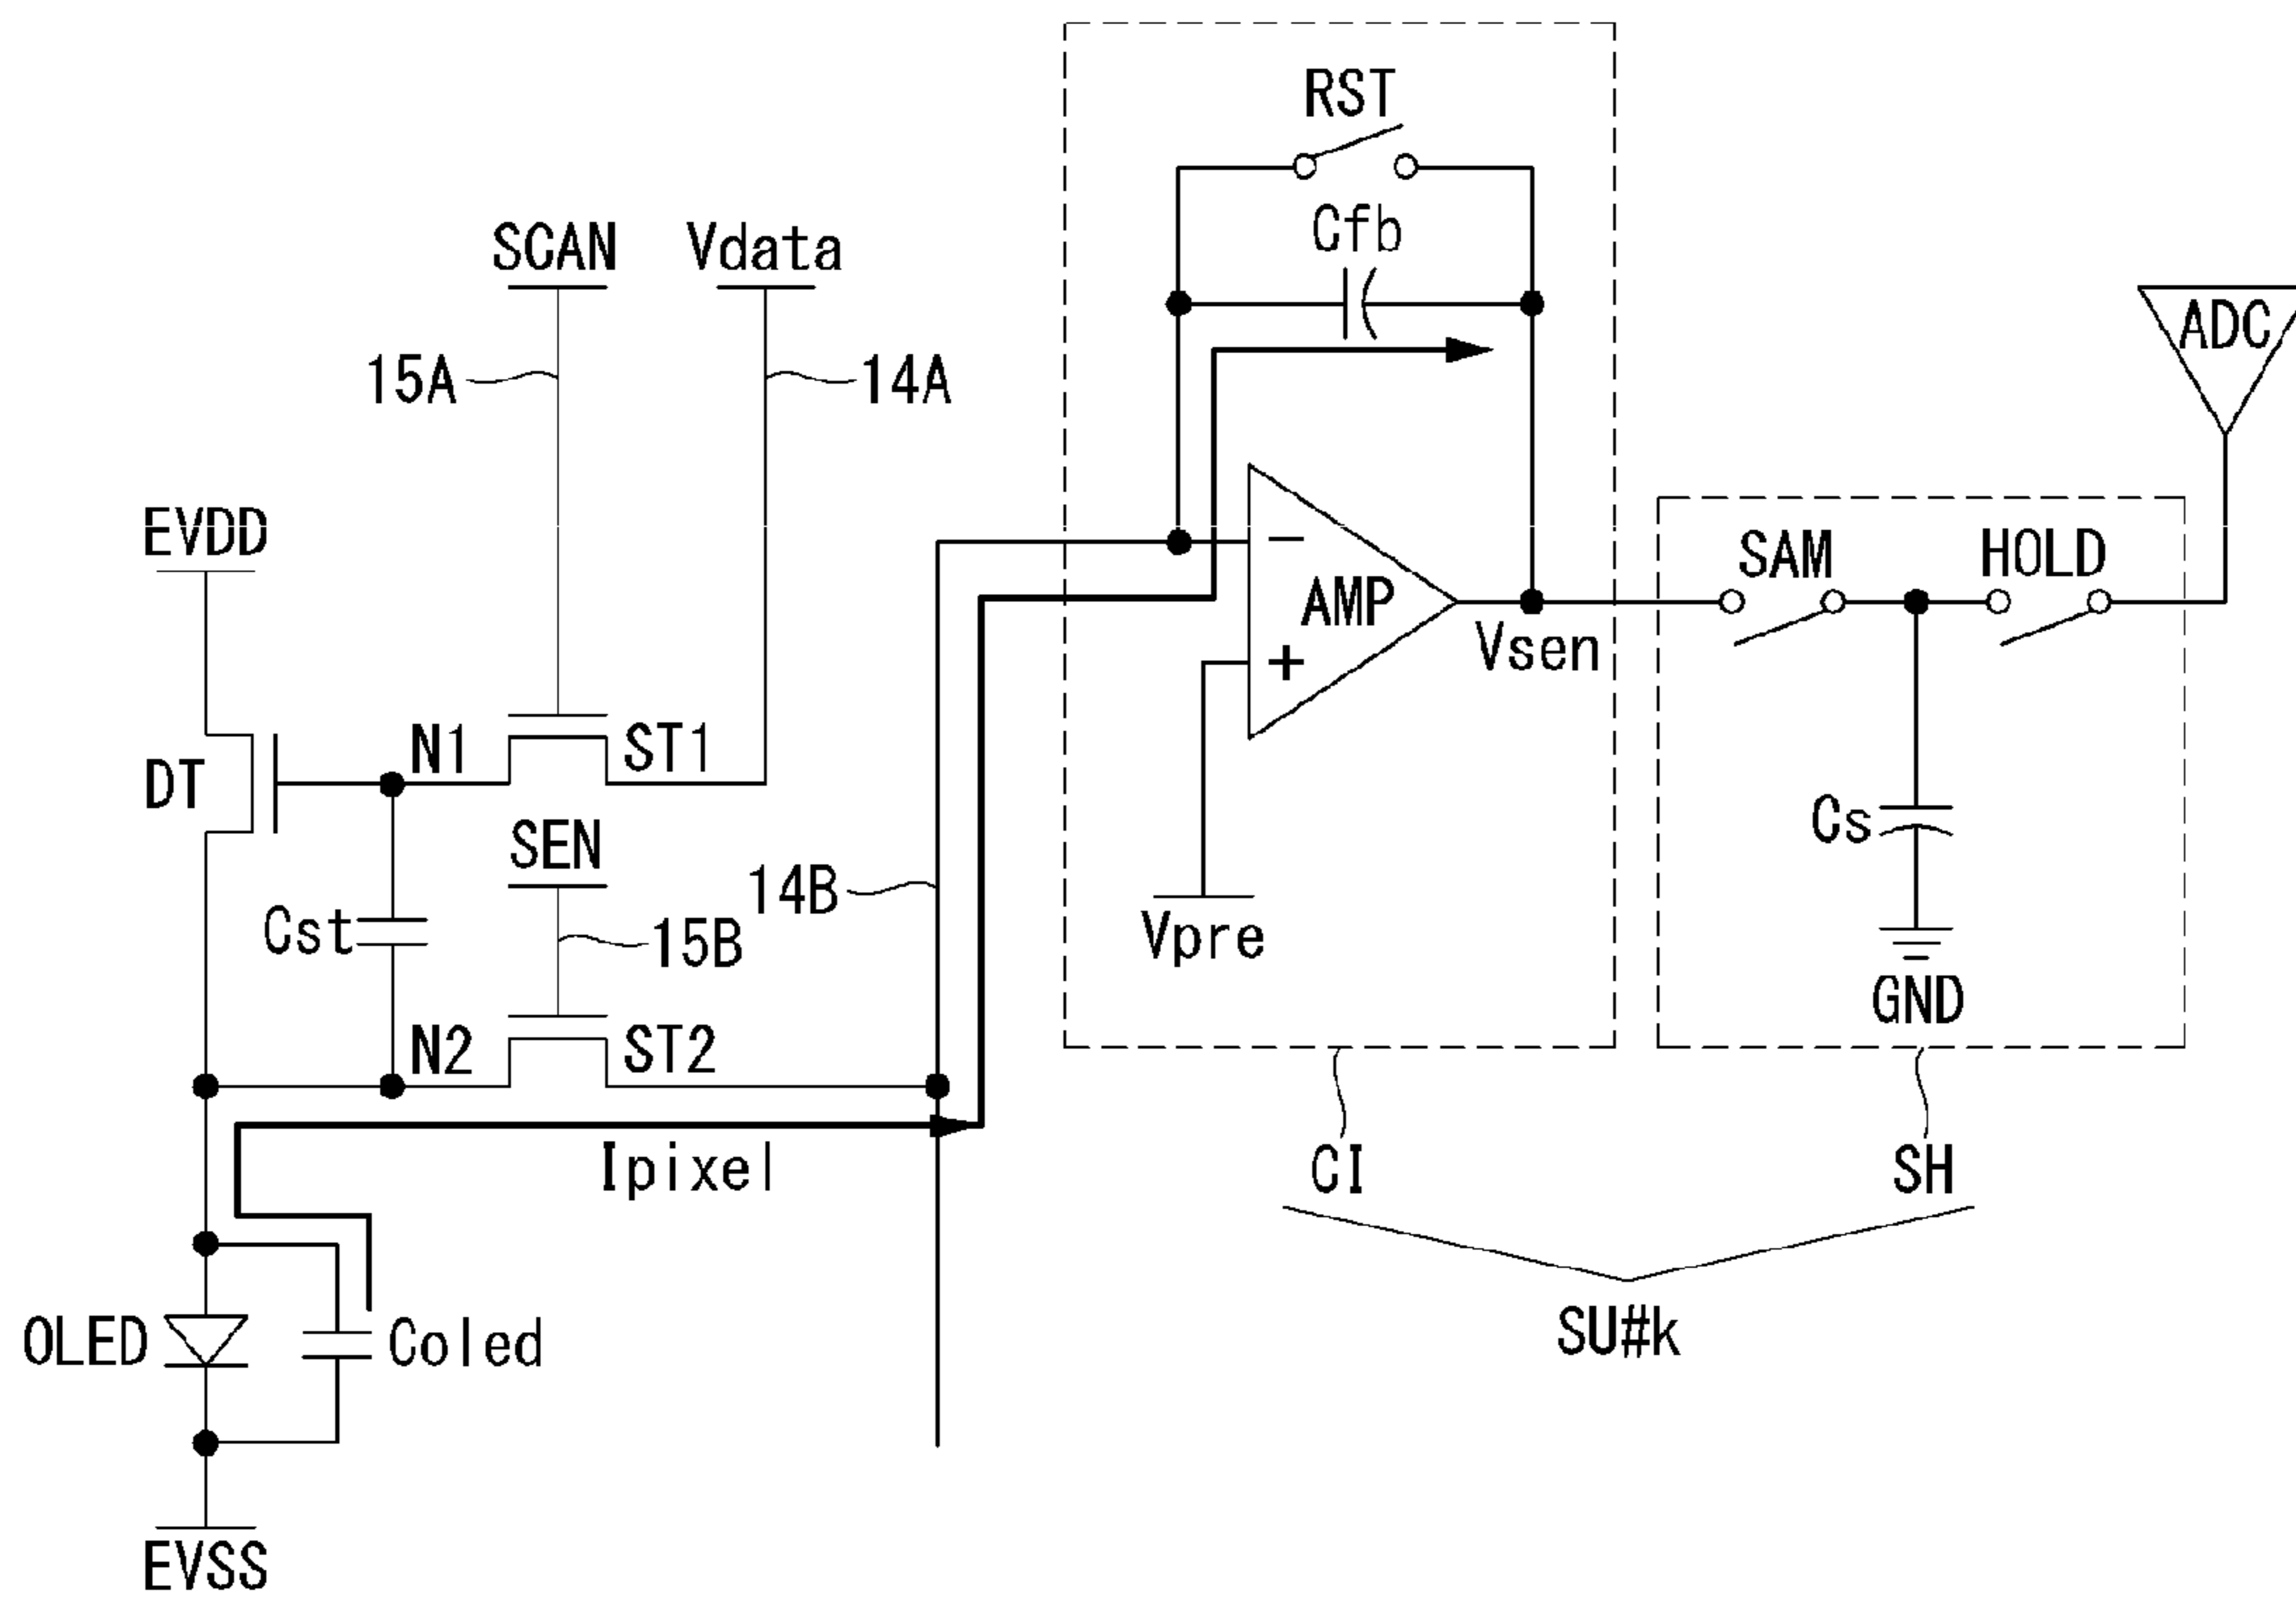 RST
Cfb
SCAN
Vdata
ADC
15A
14A
EVDD
SAM
HOLD
−
AMP
Vsen
+
N1
ST1
DT
SEN
Cs
14B
Cst
15B
Vpre
GND
N2
ST2
Ipixel
CI
SH
OLED
Coled
SU#k
EVSS